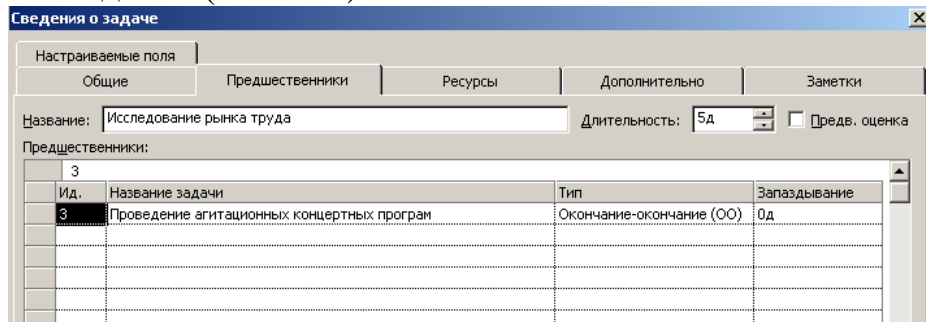 Сведения о задаче
Настраиваемые поля
Общие Предшественники Ресурсы Дополнительно Заметки
Название: Исследование рынка труда Длительность: 5д Предв. оценка
Предшественники:
3
Ид. Название задачи Тип Запаздывание
3 Проведение агитационных концертных програм Окончание-окончание (ОО) 0д